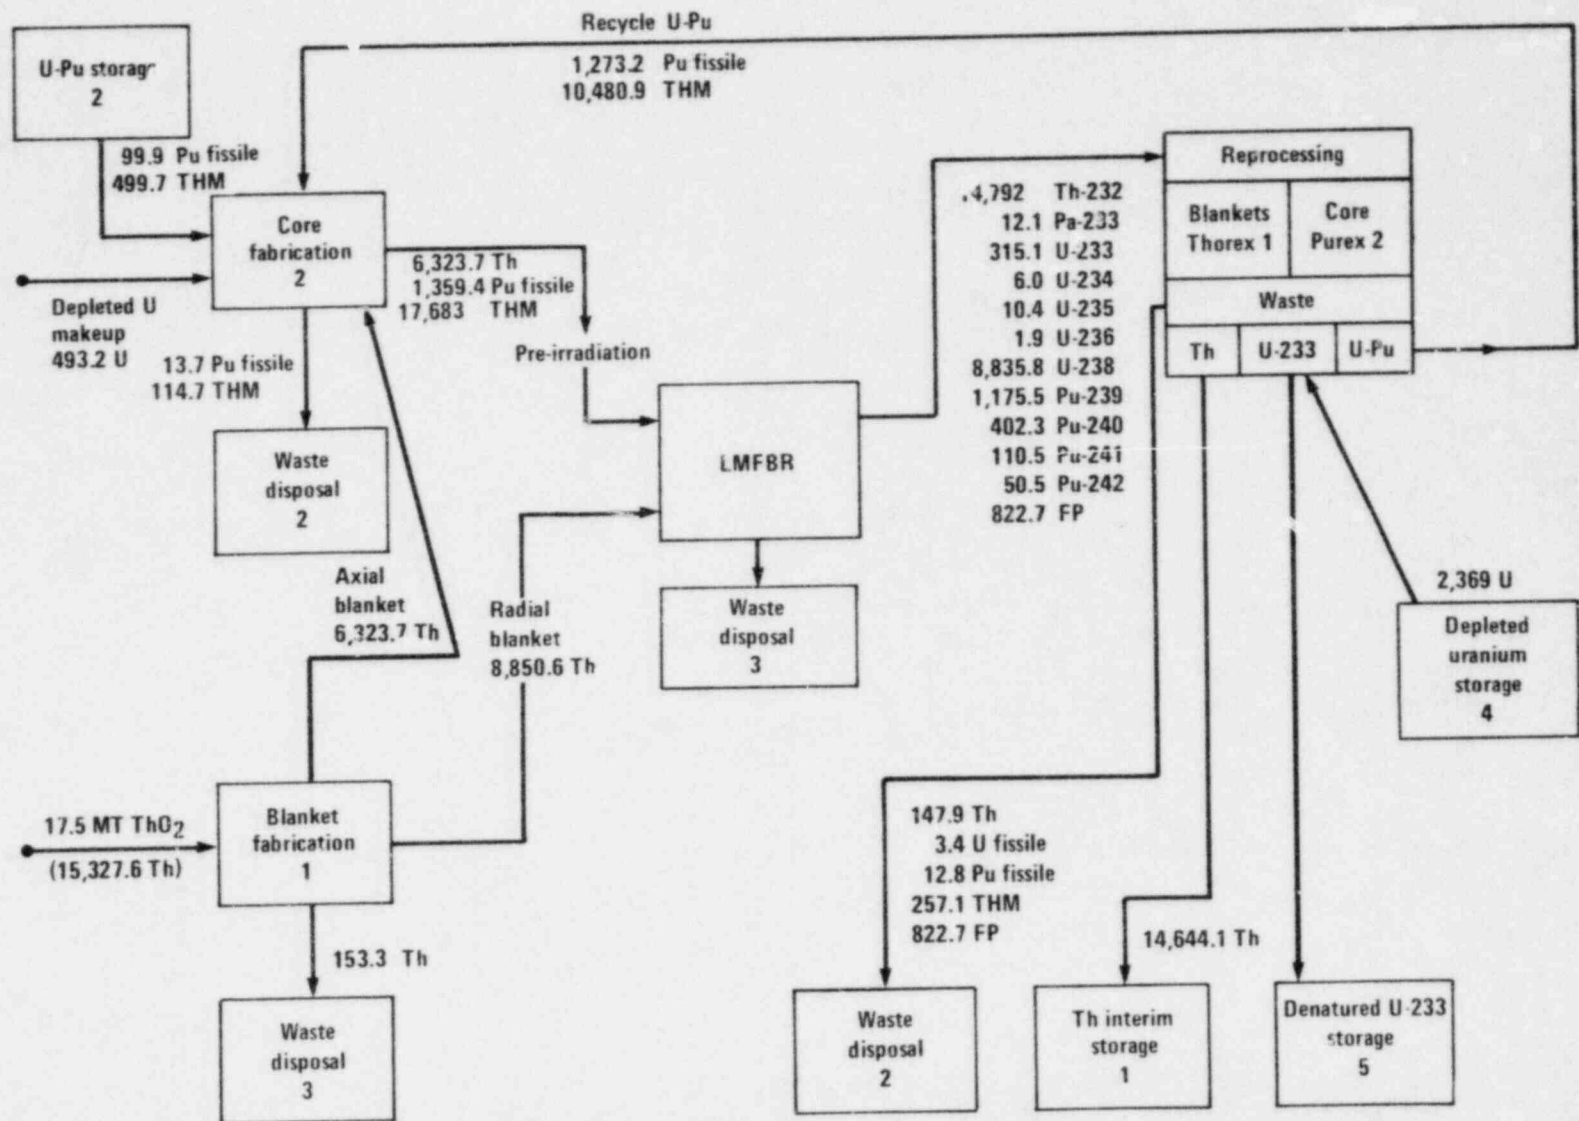 Recycle U-Pu
1,273.2 Pu fissile
10,480.9 THM
U-Pu storage
2
99.9 Pu fissile
499.7 THM
Core
fabrication
2
Depleted U
makeup
493.2 U
13.7 Pu fissile
114.7 THM
Waste
disposal
2
6,323.7 Th
1,359.4 Pu fissile
17,683 THM
Pre-irradiation
LMFBR
Waste
disposal
3
4,792 Th-232
12.1 Pa-233
315.1 U-233
6.0 U-234
10.4 U-235
1.9 U-236
8,835.8 U-238
1,175.5 Pu-239
402.3 Pu-240
110.5 Pu-241
50.5 Pu-242
822.7 FP
Reprocessing
Blankets
Thorex 1
Core
Purex 2
Waste
Th
U-233
U-Pu
2,369 U
Depleted
uranium
storage
4
Axial
blanket
6,323.7 Th
Radial
blanket
8,850.6 Th
17.5 MT ThO2
(15,327.6 Th)
Blanket
fabrication
1
153.3 Th
Waste
disposal
3
147.9 Th
3.4 U fissile
12.8 Pu fissile
257.1 THM
822.7 FP
Waste
disposal
2
14,644.1 Th
Th interim
storage
1
Denatured U-233
storage
5